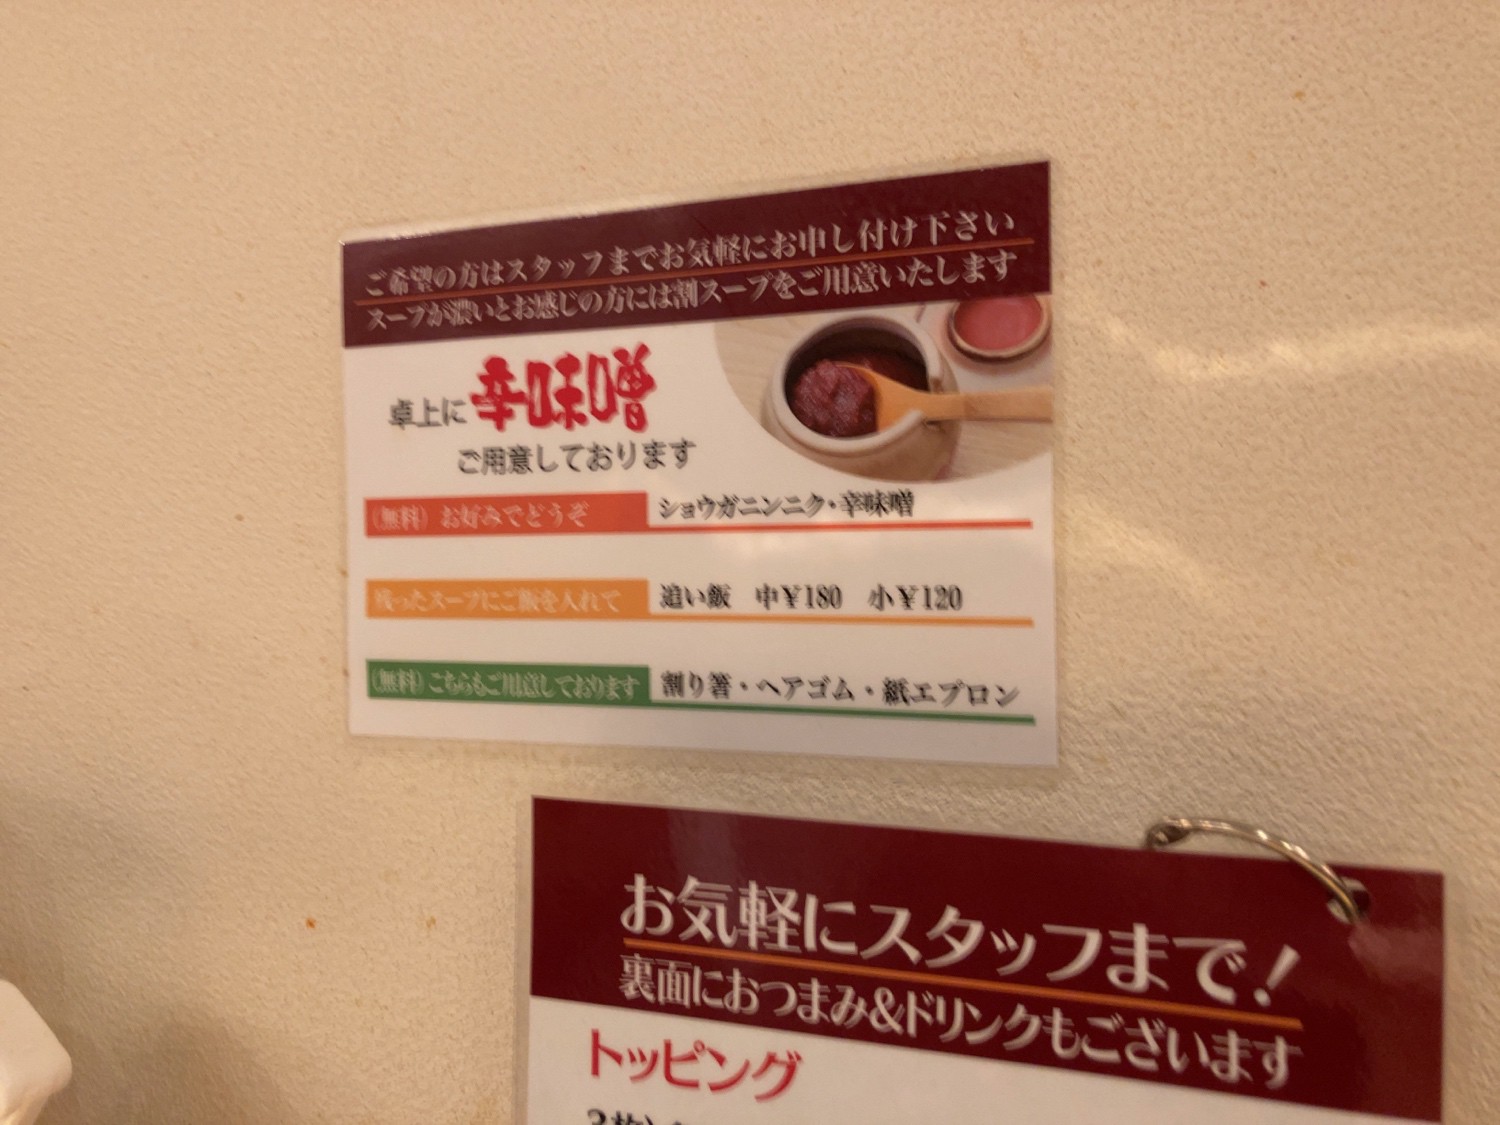 ご希望の方はスタッフまでお気軽にお申し付け下さい
スープが濃いとお感じの方には割スープをご用意いたします
卓上に辛味噌
ご用意しております
(無料) お好みでどうぞ ショウガニンニク・辛味噌
残ったスープにご飯を入れて 追い飯 中¥180 小¥120
(無料)こちらもご用意しております 割り箸・ヘアゴム・紙エプロン
お気軽にスタッフまで!
裏面におつまみ&ドリンクもございます
トッピング